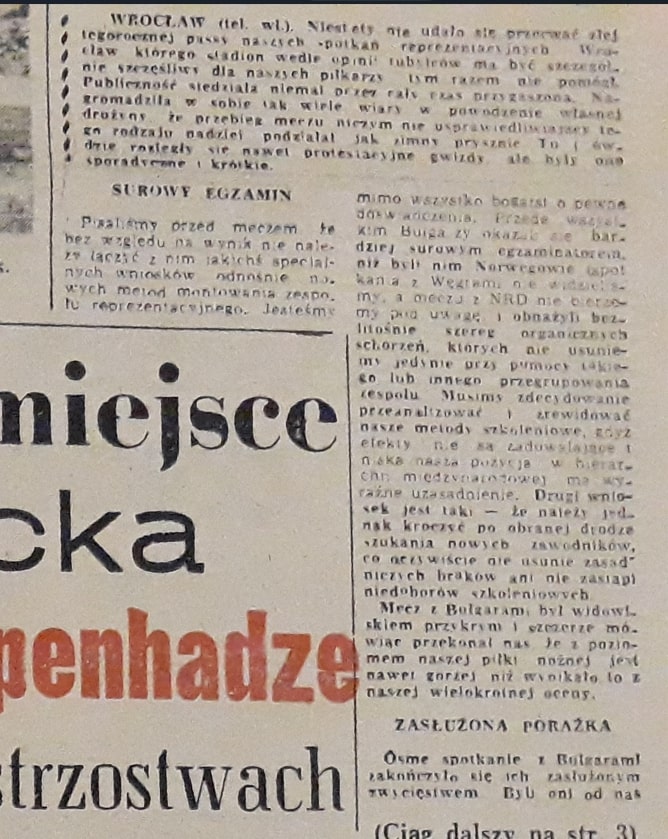 WROCŁAW (tel. wł.). Niestety nie udało się przerwać złej
tegorocznej passy naszych spotkań reprezentacyjnych Wro-
cław którego stadion wedle opinii tubylców ma być szczegól-
nie szczęśliwy dla naszych piłkarzy tym razem nie pomógł.
Publiczność siedziała niemal przez cały czas przygaszona. Na-
gromadziła w sobie tak wiele wiary w powodzenie własnej
drużyny że przebieg meczu niczym nie usprawiedliwiający te-
go rodzaju nadziei podziałał jak zimny prysznic To i ów-
dzie rozległy się nawet protestacyjne gwizdy ale były one
sporadyczne i krótkie.
SUROWY EGZAMIN
Pisaliśmy przed meczem że
bez względu na wynik nie nale-
ży łączyć z nim jakichś specjal-
nych wniosków odnośnie no-
wych metod montowania zespo-
łu reprezentacyjnego. Jesteśmy
mimo wszystko bogatsi o pewne
doświadczenia. Przede wszyst-
kim Bułgarzy okazali się bar-
dziej surowym egzaminatorem,
niż byli nim Norwegowie (spot
kania z Węgrami nie widzieliś-
my, a meczu z NRD nie bierze-
my pod uwagę) i obnażyli bez-
litośnie szereg organicznych
schorzeń, których nie usunie-
my jedynie przy pomocy takie-
go lub innego przegrupowania
zespołu. Musimy zdecydowanie
przeanalizować i zrewidować
nasze metody szkoleniowe, gdyż
efekty nie są zadowalające i
niska nasza pozycja w hierar-
chii międzynarodowej ma wy-
raźne uzasadnienie. Drugi wnio-
sek jest taki — że należy jed-
nak kroczyć po obranej drodze
szukania nowych zawodników,
co oczywiście nie usunie zasad-
niczych braków ani nie zastąpi
niedoborów szkoleniowych
Mecz z Bułgarami był widowi-
skiem przykrym i szczerze mó-
wiąc przekonał nas że z pozio-
mem naszej piłki nożnej jest
nawet gorzej niż wynikało to z
naszej wielokrotnej oceny.
ZASŁUŻONA PORAŻKA
Ósme spotkanie z Bułgarami
zakończyło się ich zasłużonym
zwycięstwem. Byli oni od nas
(Ciąg dalszy na str. 3)
miejsce
cka
penhadze
strzostwach